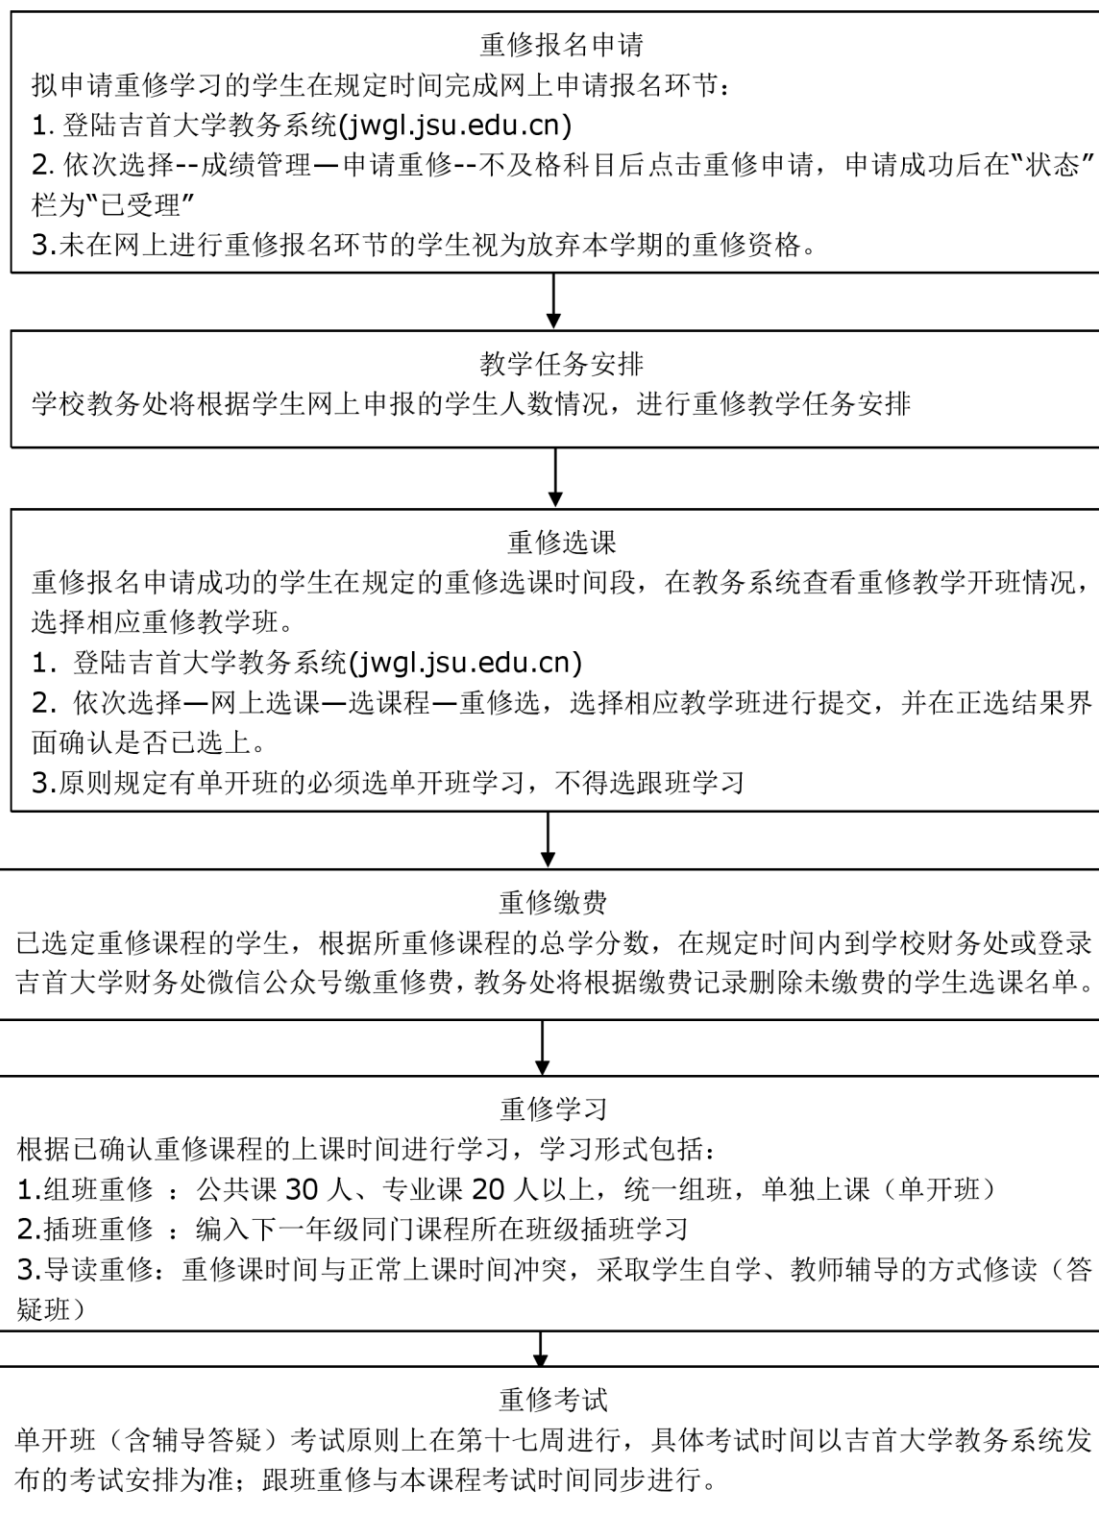 重修报名申请
拟申请重修学习的学生在规定时间完成网上申请报名环节：
1. 登陆吉首大学教务系统(jwgl.jsu.edu.cn)
2. 依次选择--成绩管理—申请重修--不及格科目后点击重修申请，申请成功后在“状态”
栏为“已受理”
3.未在网上进行重修报名环节的学生视为放弃本学期的重修资格。
教学任务安排
学校教务处将根据学生网上申报的学生人数情况，进行重修教学任务安排
重修选课
重修报名申请成功的学生在规定的重修选课时间段，在教务系统查看重修教学开班情况，
选择相应重修教学班。
1. 登陆吉首大学教务系统(jwgl.jsu.edu.cn)
2. 依次选择—网上选课—选课程—重修选，选择相应教学班进行提交，并在正选结果界
面确认是否已选上。
3.原则规定有单开班的必须选单开班学习，不得选跟班学习
重修缴费
已选定重修课程的学生，根据所重修课程的总学分数，在规定时间内到学校财务处或登录
吉首大学财务处微信公众号缴重修费，教务处将根据缴费记录删除未缴费的学生选课名单。
重修学习
根据已确认重修课程的上课时间进行学习，学习形式包括：
1.组班重修 ：公共课 30 人、专业课 20 人以上，统一组班，单独上课（单开班）
2.插班重修 ：编入下一年级同门课程所在班级插班学习
3.导读重修：重修课时间与正常上课时间冲突，采取学生自学、教师辅导的方式修读（答
疑班）
重修考试
单开班（含辅导答疑）考试原则上在第十七周进行，具体考试时间以吉首大学教务系统发
布的考试安排为准；跟班重修与本课程考试时间同步进行。